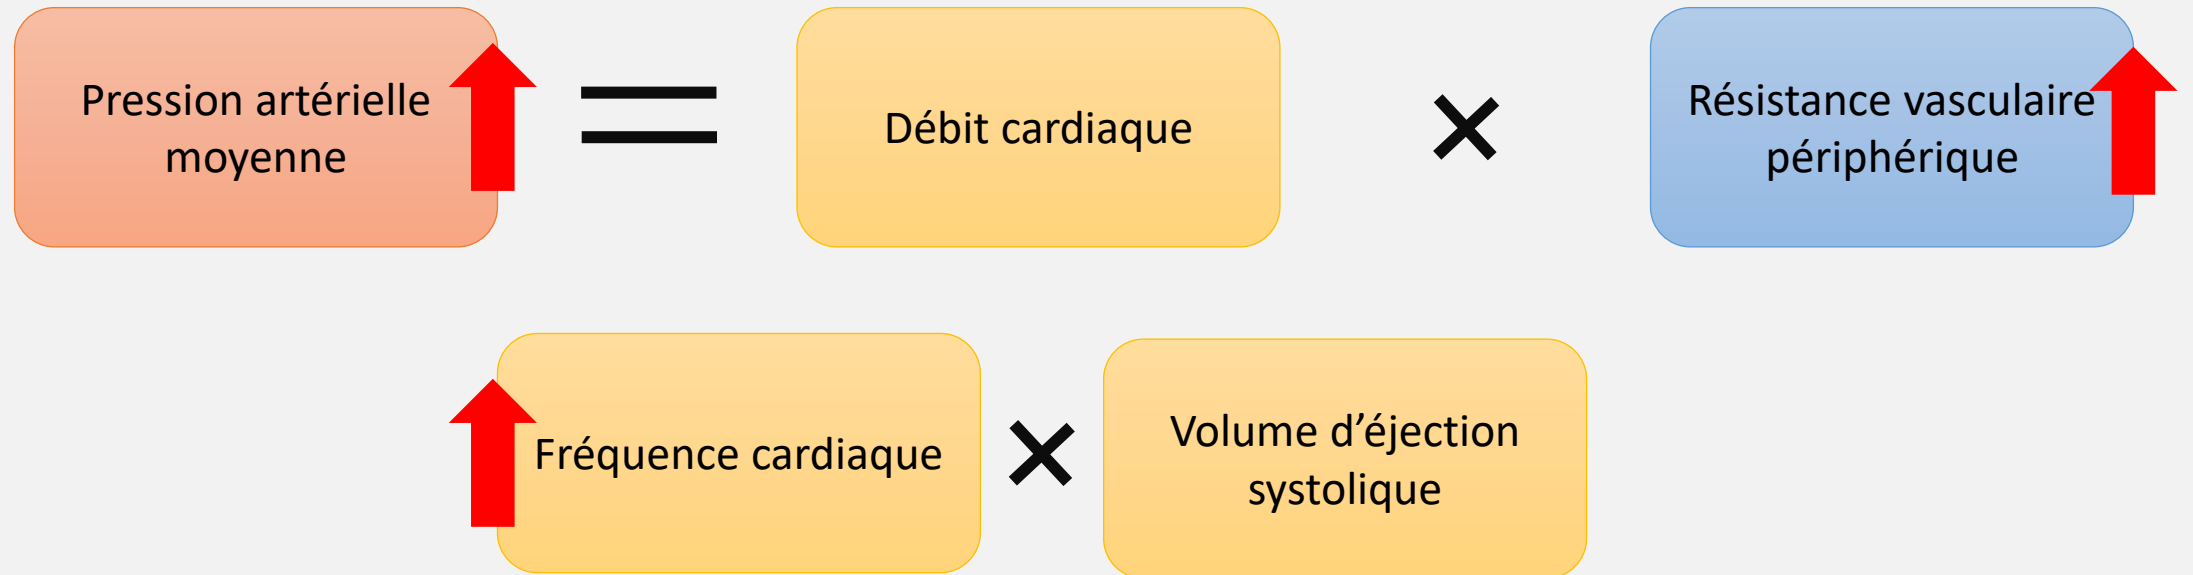 Pression artérielle
moyenne
=
Débit cardiaque
×
Résistance vasculaire
périphérique
Fréquence cardiaque
×
Volume d’éjection
systolique